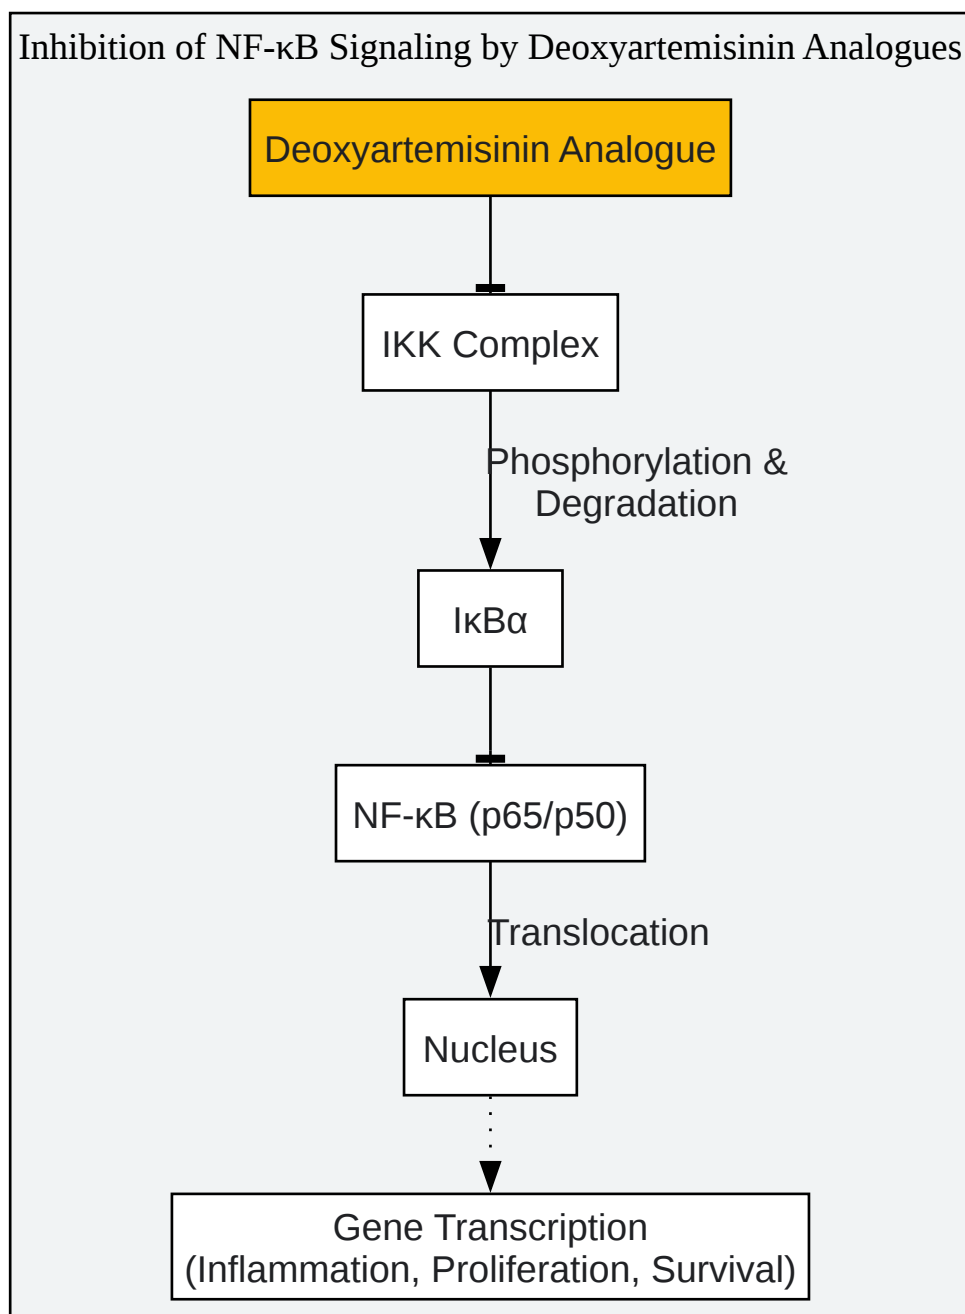 Inhibition of NF-κB Signaling by Deoxyartemisinin Analogues
Deoxyartemisinin Analogue
IKK Complex
Phosphorylation &
Degradation
IκBα
NF-κB (p65/p50)
Translocation
Nucleus
Gene Transcription
(Inflammation, Proliferation, Survival)